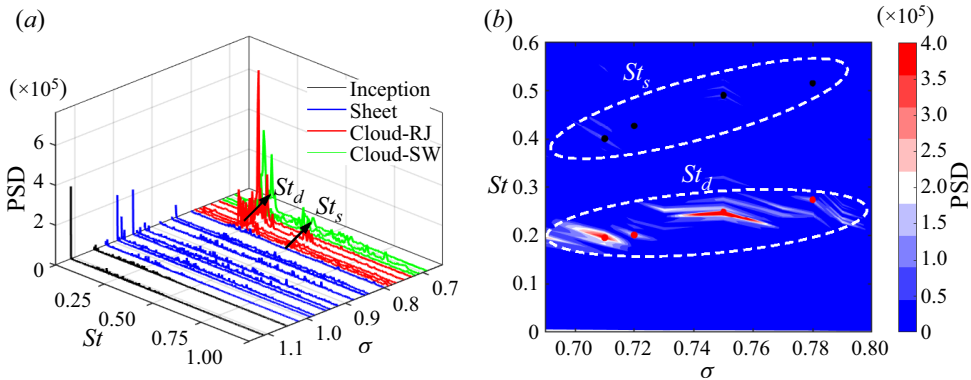 (a)
(×10⁵)
6
4
2
0
PSD
Inception
Sheet
Cloud-RJ
Cloud-SW
St_d
St_s
0.25
0.50
0.75
1.00
St
1.1
1.0
0.9
0.8
0.7
σ
(b)
(×10⁵)
0.6
0.5
0.4
St 0.3
0.2
0.1
0
St_s
St_d
0.70 0.72 0.74 0.76 0.78 0.80
σ
4.0
3.5
3.0
2.5
2.0
1.5
1.0
0.5
0
PSD